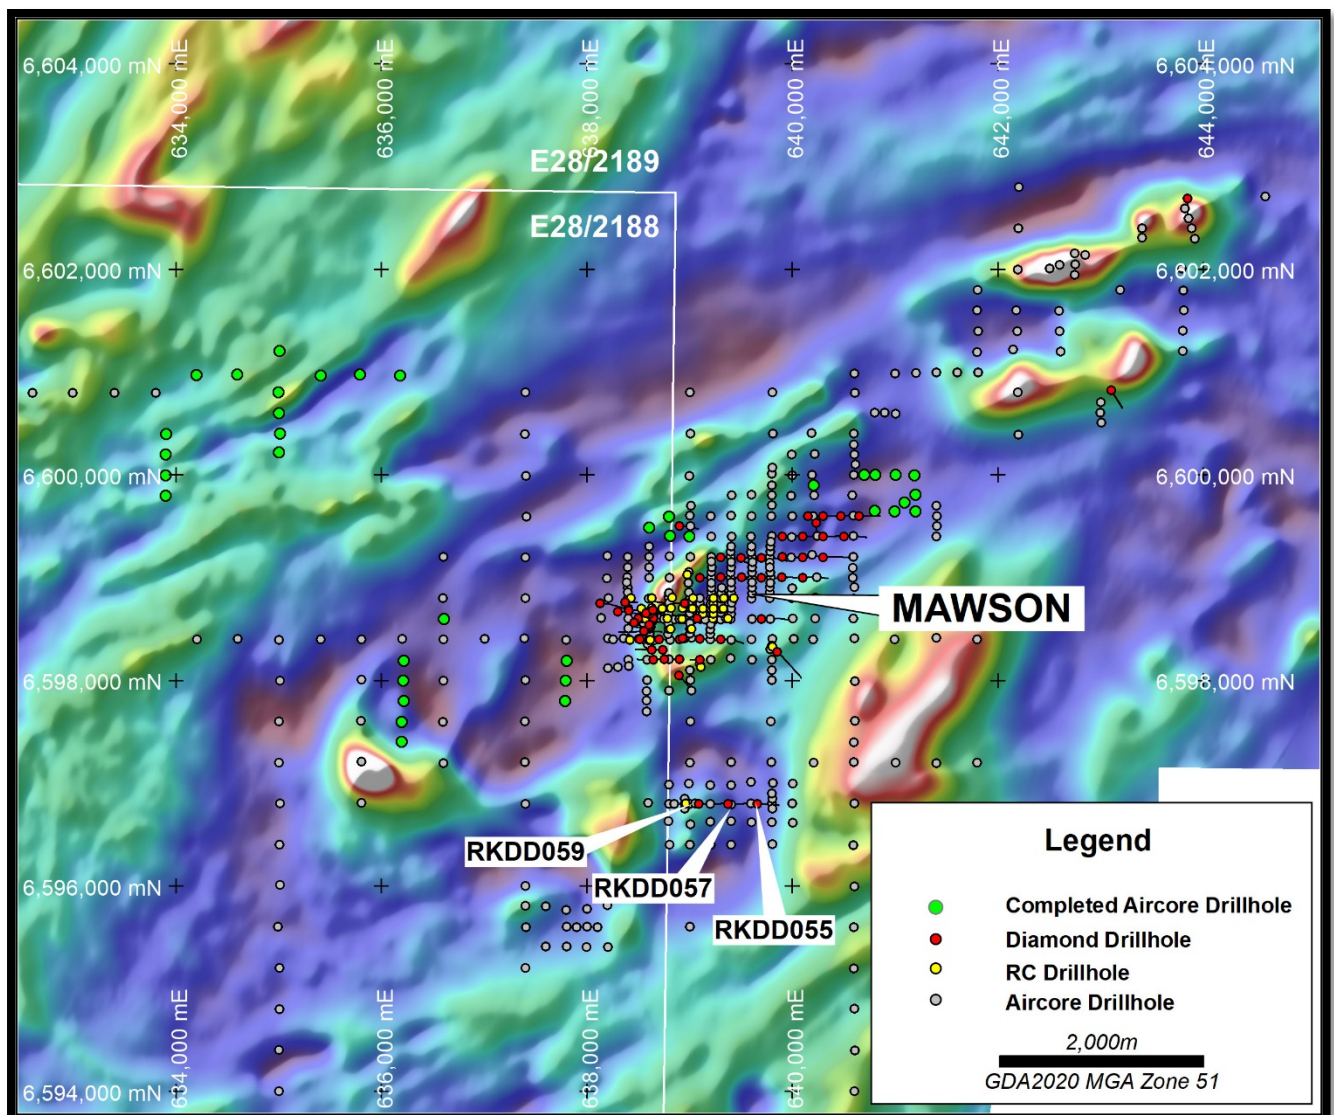 634,000 mE
636,000 mE
638,000 mE
640,000 mE
642,000 mE
644,000 mE
6,604,000 mN
6,604,000 mN
E28/2189
E28/2188
6,602,000 mN
6,602,000 mN
6,600,000 mN
6,600,000 mN
MAWSON
6,598,000 mN
6,598,000 mN
RKDD059
RKDD057
RKDD055
6,596,000 mN
Legend
Completed Aircore Drillhole
Diamond Drillhole
RC Drillhole
Aircore Drillhole
2,000m
GDA2020 MGA Zone 51
6,594,000 mN
634,000 mE
636,000 mE
638,000 mE
640,000 mE